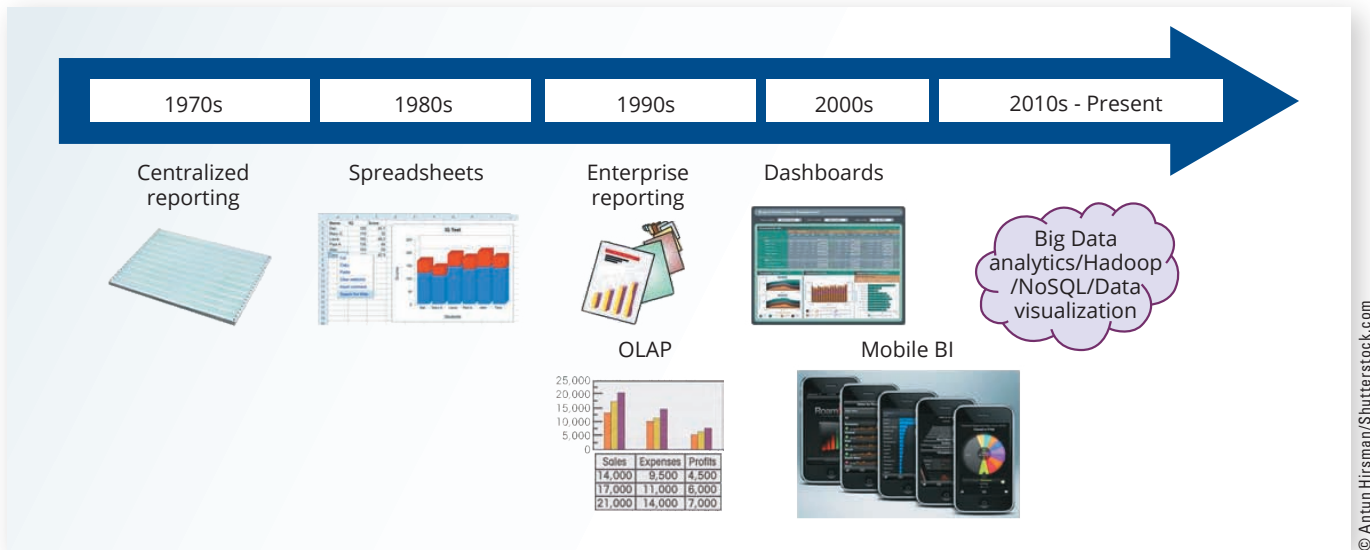 1970s
1980s
1990s
2000s
2010s - Present
Centralized
reporting
Spreadsheets
Enterprise
reporting
Dashboards
Big Data
analytics/Hadoop
/NoSQL/Data
visualization
OLAP
Mobile BI
25,000
20,000
15,000
10,000
5,000
0
Sales Expenses Profits
14,000 9,500 4,500
17,000 11,000 6,000
21,000 14,000 7,000
© Antun Hirsman/Shutterstock.com